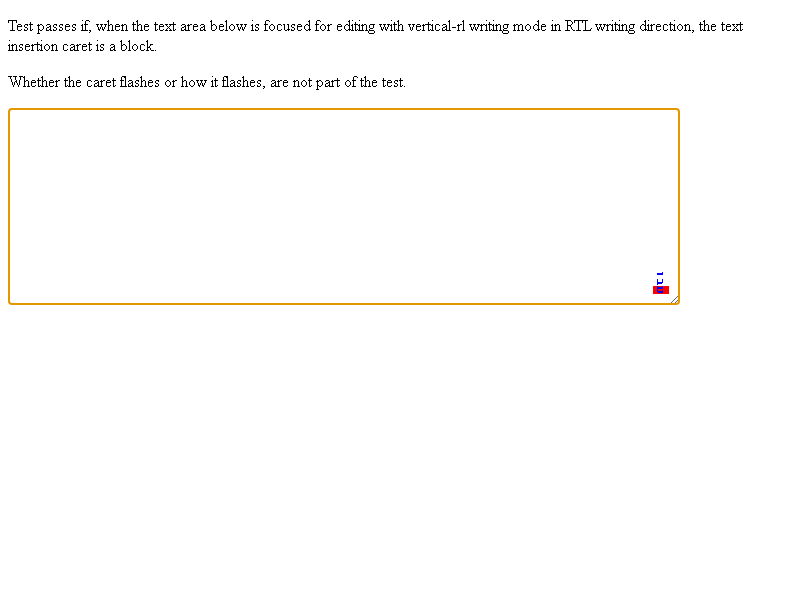 Test passes if, when the text area below is focused for editing with vertical-rl writing mode in RTL writing direction, the text
insertion caret is a block.
Whether the caret flashes or how it flashes, are not part of the test.